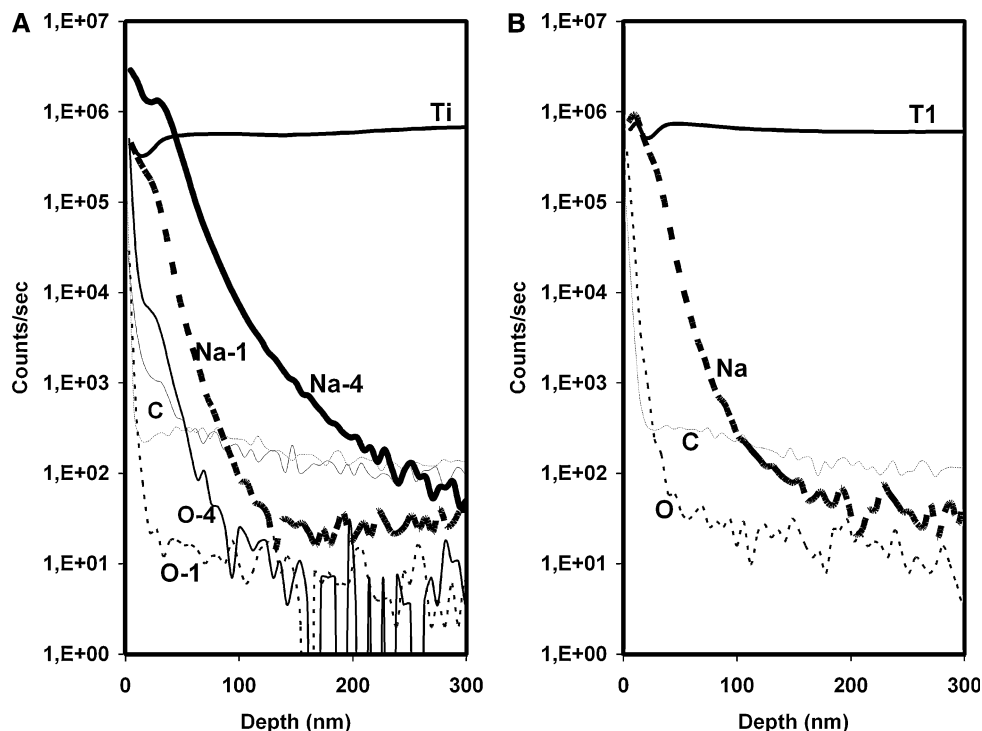 A
B
1,E+07
1,E+06
1,E+05
1,E+04
1,E+03
1,E+02
1,E+01
1,E+00
Counts/sec
Ti
Na-1
Na-4
C
O-4
O-1
0 100 200 300
Depth (nm)
1,E+07
1,E+06
1,E+05
1,E+04
1,E+03
1,E+02
1,E+01
1,E+00
Counts/sec
T1
Na
C
O
0 100 200 300
Depth (nm)